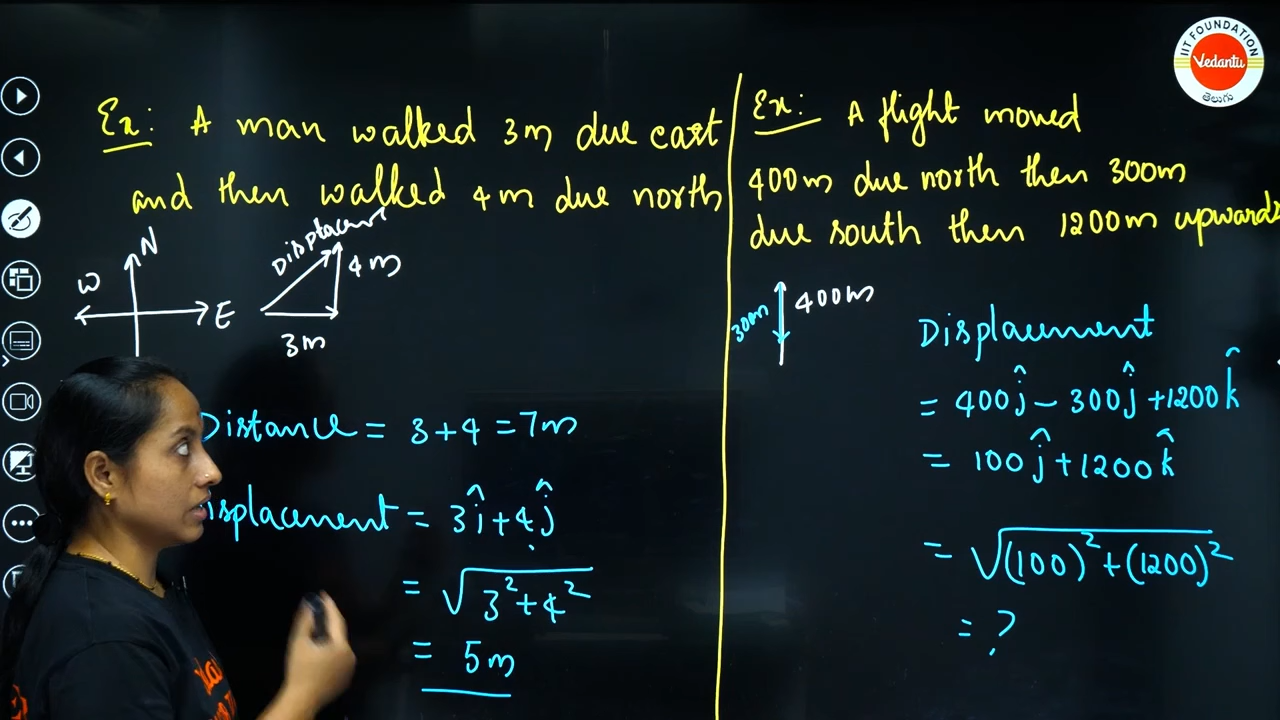 IIT FOUNDATION
Vedantu
తెలుగు
Ex: A man walked 3m due east
and then walked 4m due north
N
W
E
Displacement
4m
3m
Distance = 3+4 = 7m
isplacement = 3î+4ĵ
= √3²+4²
= 5m
Ex: A flight moved
400m due north then 300m
due south then 1200m upwards
300m
400m
Displacement
= 400ĵ − 300ĵ +1200k̂
= 100ĵ+1200k̂
= √(100)²+(1200)²
= ?